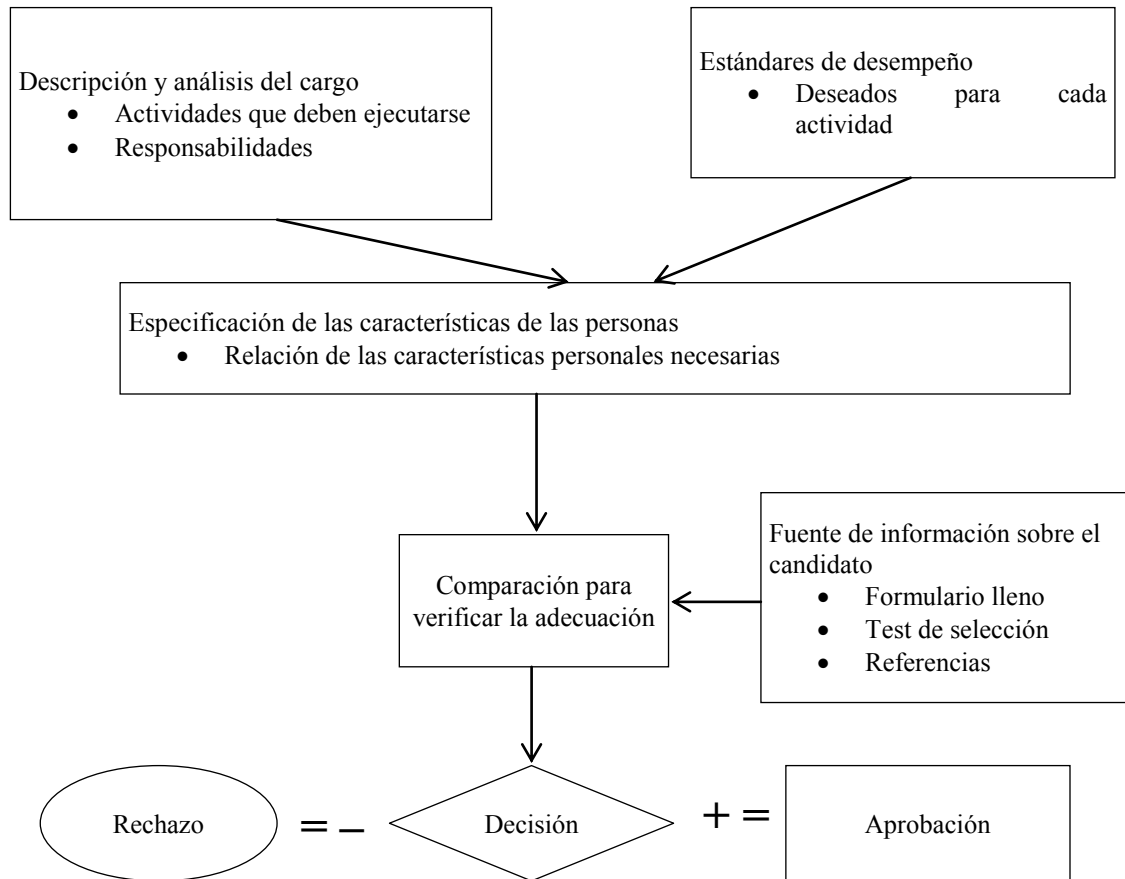 Descripción y análisis del cargo
• Actividades que deben ejecutarse
• Responsabilidades
Estándares de desempeño
• Deseados para cada
actividad
Especificación de las características de las personas
• Relación de las características personales necesarias
Comparación para
verificar la adecuación
Fuente de información sobre el
candidato
• Formulario lleno
• Test de selección
• Referencias
Rechazo
= –
Decisión
+ =
Aprobación